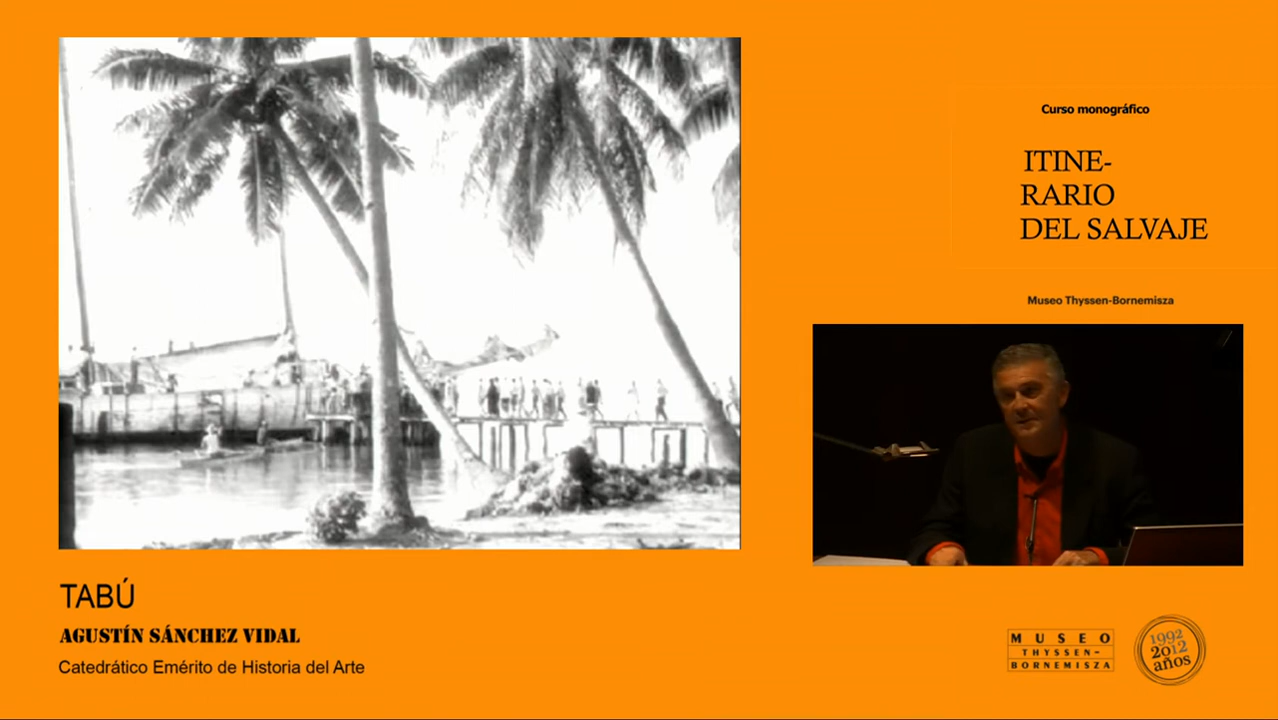 Curso monográfico
ITINE-
RARIO
DEL SALVAJE
Museo Thyssen-Bornemisza
TABÚ
AGUSTÍN SÁNCHEZ VIDAL
Catedrático Emérito de Historia del Arte
MUSEO
THYSSEN-
BORNEMISZA
1992
2012
años